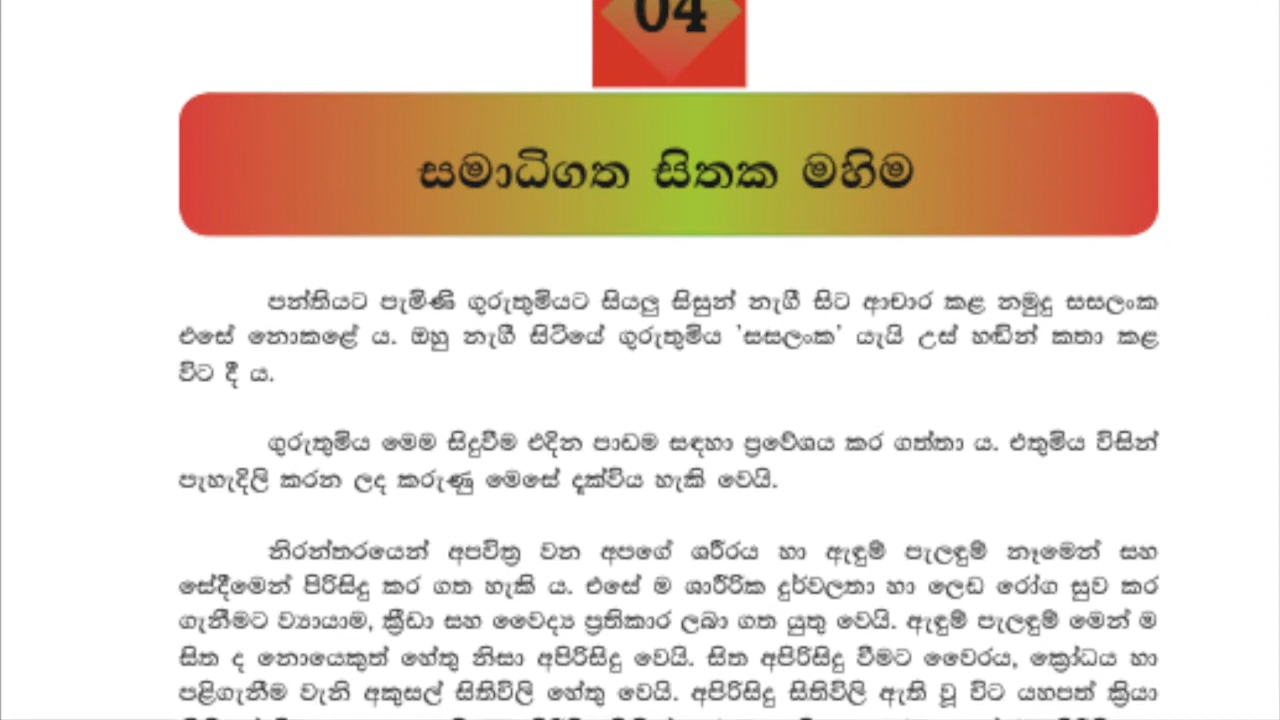 04
සමාධිගත සිතක මහිම
පන්තියට පැමිණි ගුරුතුමියට සියලු සිසුන් නැගී සිට ආචාර කළ නමුදු සසලංක
එසේ නොකළේ ය. ඔහු නැගී සිටියේ ගුරුතුමිය 'සසලංක' යැයි උස් හඬින් කතා කළ
විට දී ය.
ගුරුතුමිය මෙම සිදුවීම එදින පාඩම සඳහා ප්‍රවේශය කර ගත්තා ය. එතුමිය විසින්
පැහැදිලි කරන ලද කරුණු මෙසේ දැක්විය හැකි වෙයි.
නිරන්තරයෙන් අපවිත්‍ර වන අපගේ ශරීරය හා ඇඳුම් පැලඳුම් නෑමෙන් සහ
සේදීමෙන් පිරිසිදු කර ගත හැකි ය. එසේ ම ශාරීරික දුර්වලතා හා ලෙඩ රෝග සුව කර
ගැනීමට ව්‍යායාම, ක්‍රීඩා සහ වෛද්‍ය ප්‍රතිකාර ලබා ගත යුතු වෙයි. ඇඳුම් පැලඳුම් මෙන් ම
සිත ද නොයෙකුත් හේතු නිසා අපිරිසිදු වෙයි. සිත අපිරිසිදු වීමට වෛරය, ක්‍රෝධය හා
පළිගැනීම වැනි අකුසල් සිතිවිලි හේතු වෙයි. අපිරිසිදු සිතිවිලි ඇති වූ විට යහපත් ක්‍රියා